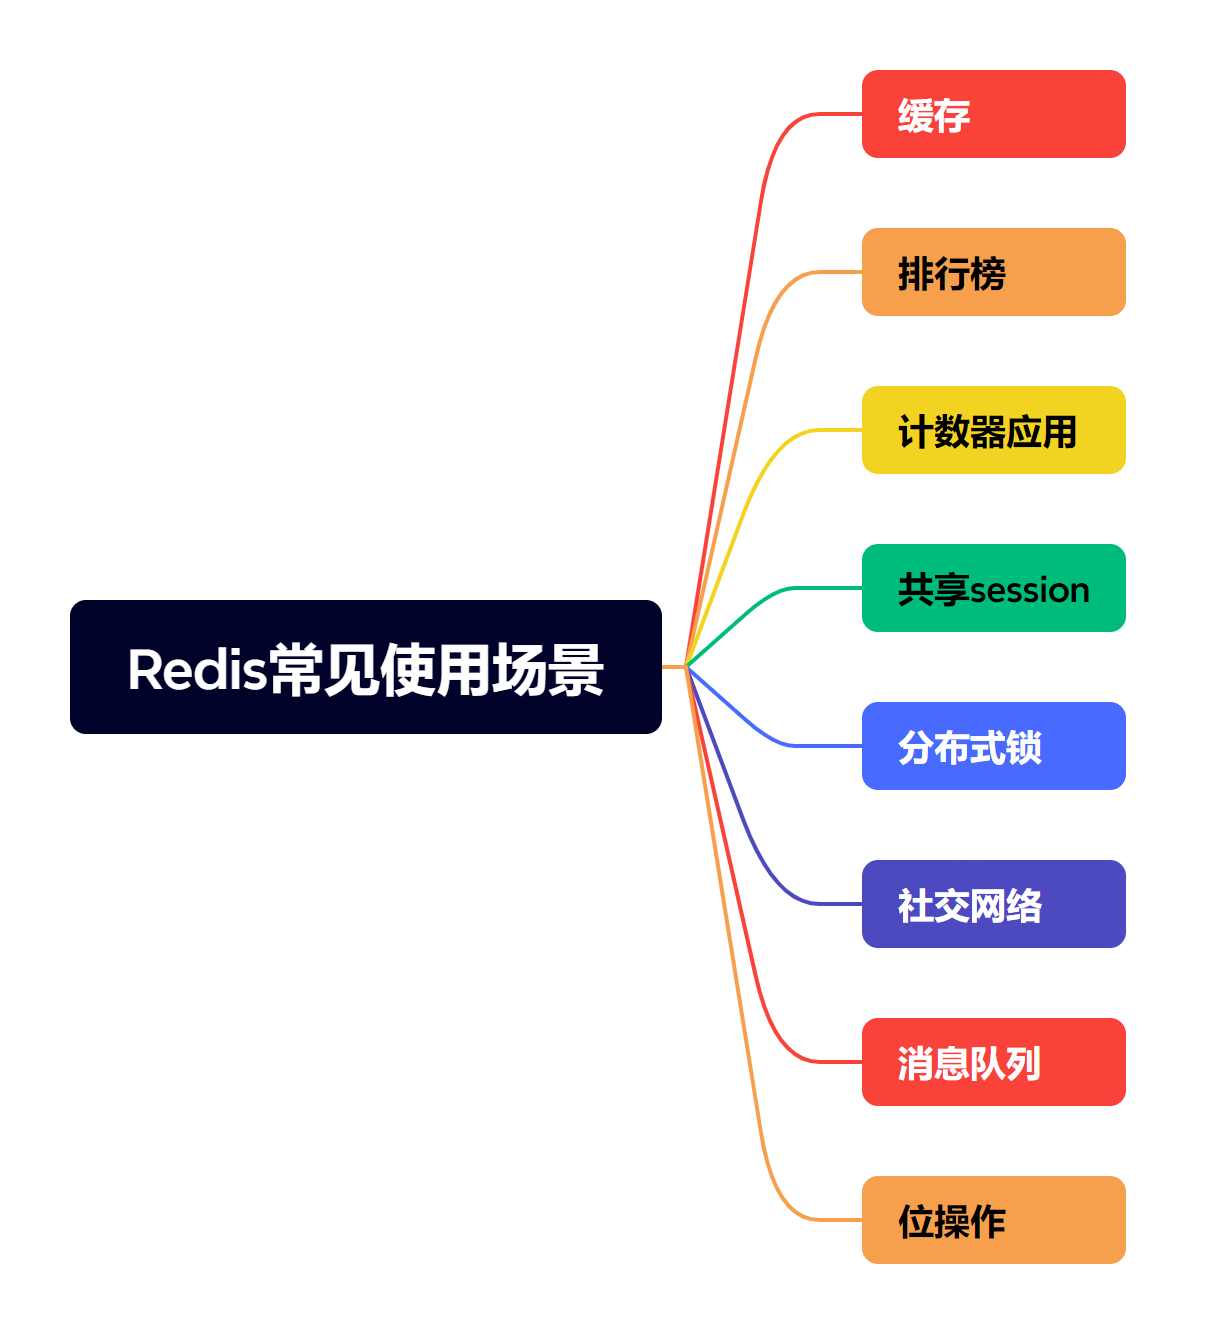 Redis常见使用场景
缓存
排行榜
计数器应用
共享session
分布式锁
社交网络
消息队列
位操作